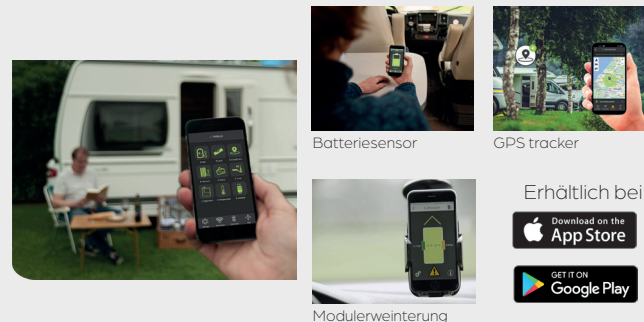 Batteriesensor
GPS tracker
Modulerweinterung
Erhältlich bei
Download on the
App Store
GET IT ON
Google Play